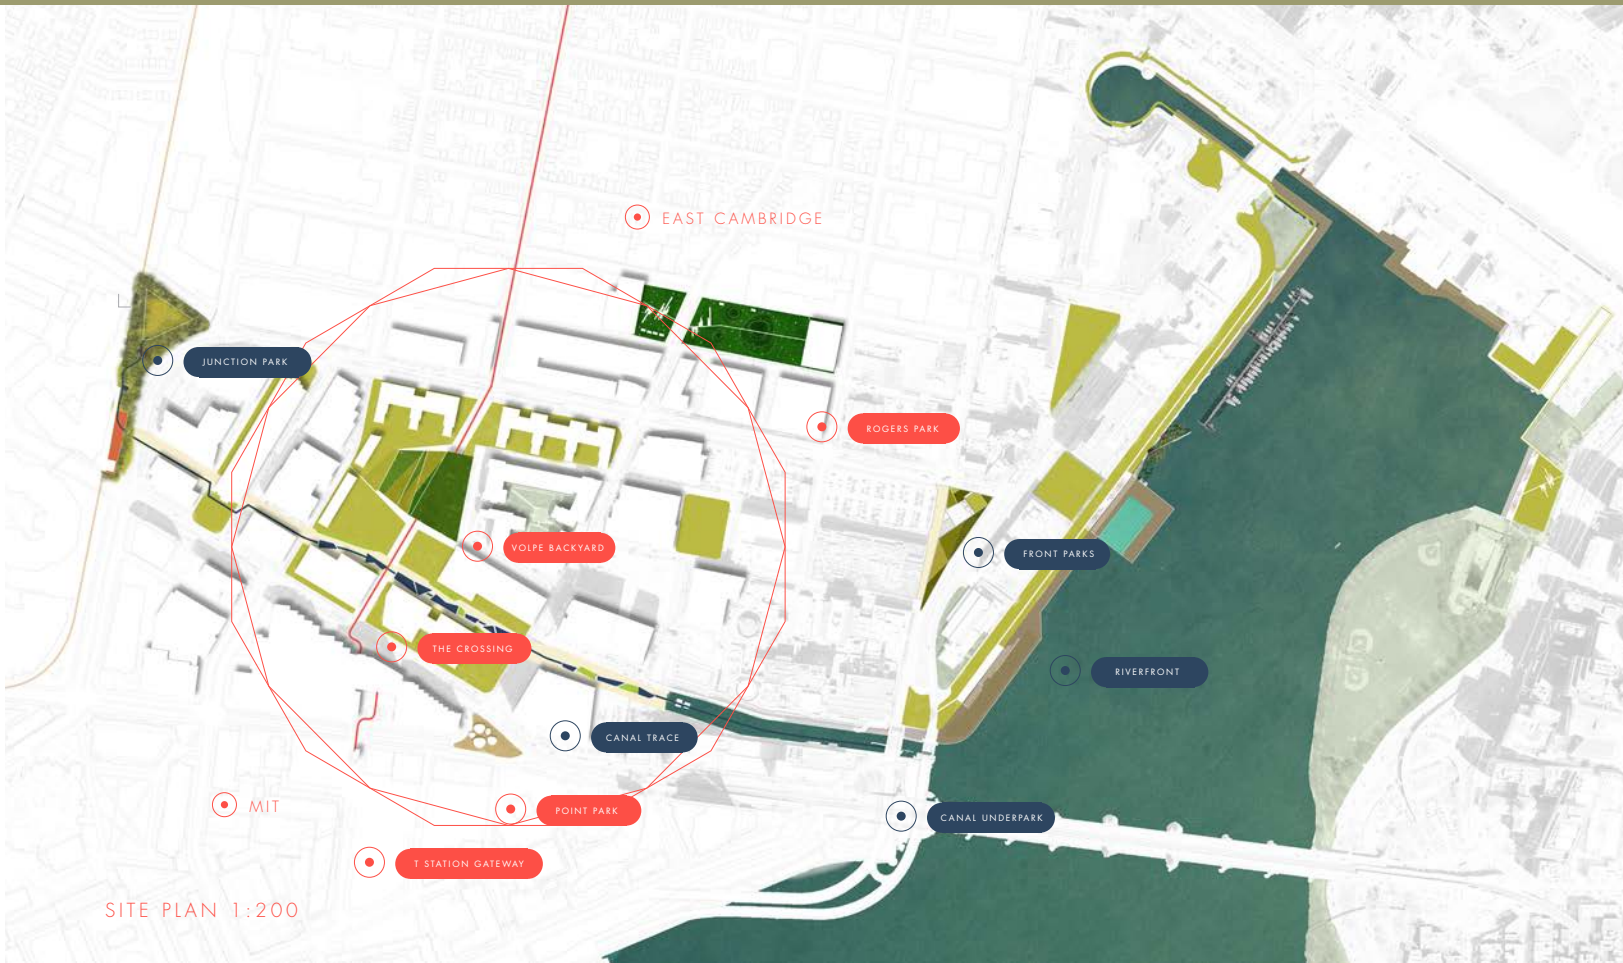 EAST CAMBRIDGE
JUNCTION PARK
ROGERS PARK
VOLPE BACKYARD
FRONT PARKS
THE CROSSING
RIVERFRONT
CANAL TRACE
MIT
POINT PARK
CANAL UNDERPARK
T STATION GATEWAY
SITE PLAN 1:200